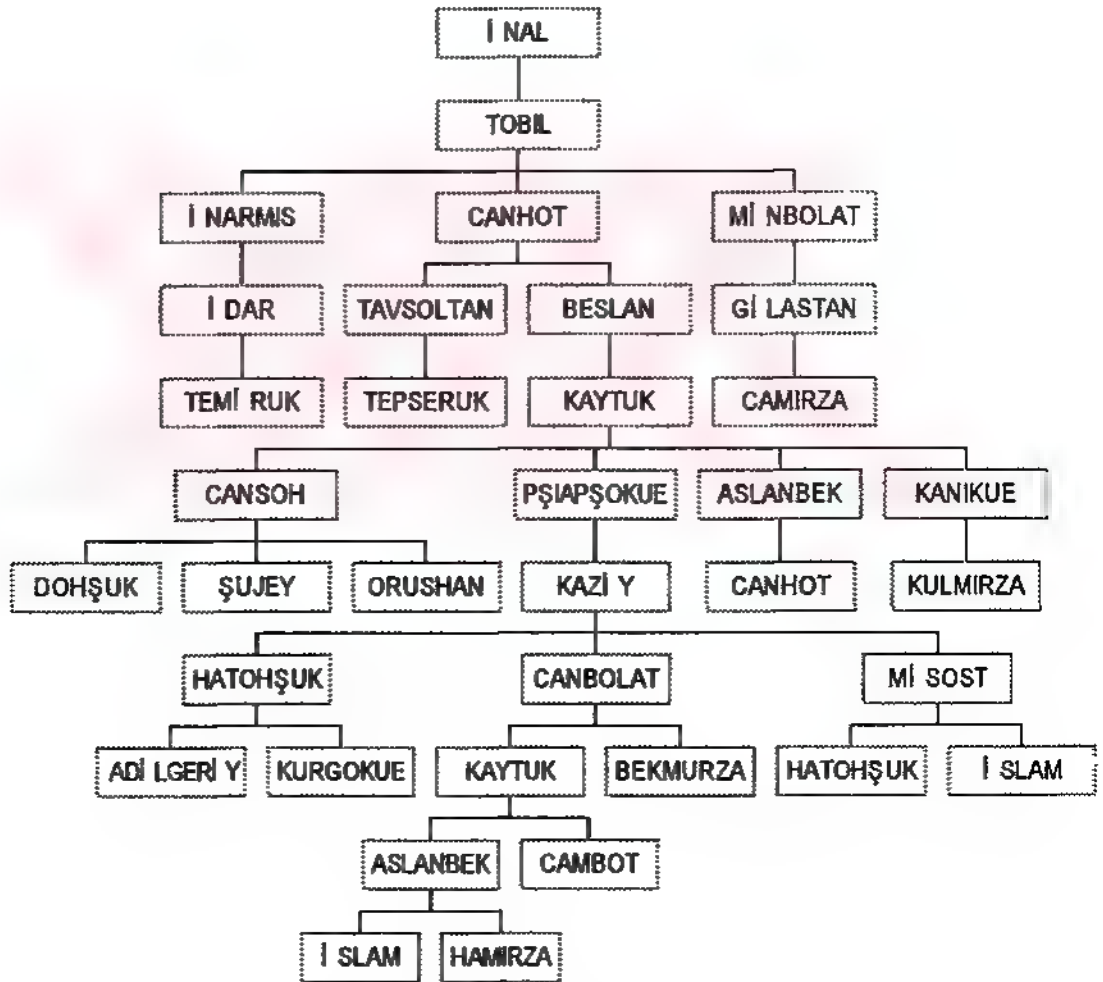 İ NAL
TOBIL
İ NARMIS CANHOT Mİ NBOLAT
İ DAR TAVSOLTAN BESLAN Gİ LASTAN
TEMİ RUK TEPSERUK KAYTUK CAMIRZA
CANSOH PŞIAPŞOKUE ASLANBEK KANIKUE
DOHŞUK ŞUJEY ORUSHAN KAZİ Y CANHOT KULMIRZA
HATOHŞUK CANBOLAT Mİ SOST
ADİ LGERİ Y KURGOKUE KAYTUK BEKMURZA HATOHŞUK İ SLAM
ASLANBEK CAMBOT
İ SLAM HAMIRZA